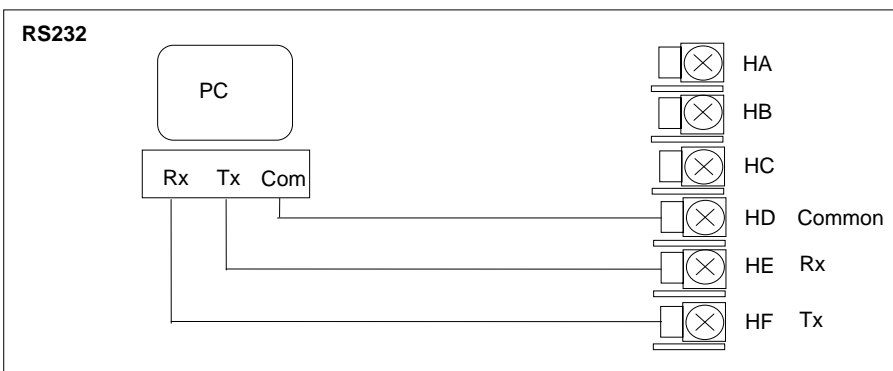 RS232
PC
Rx Tx Com
HA
HB
HC
HD Common
HE Rx
HF Tx